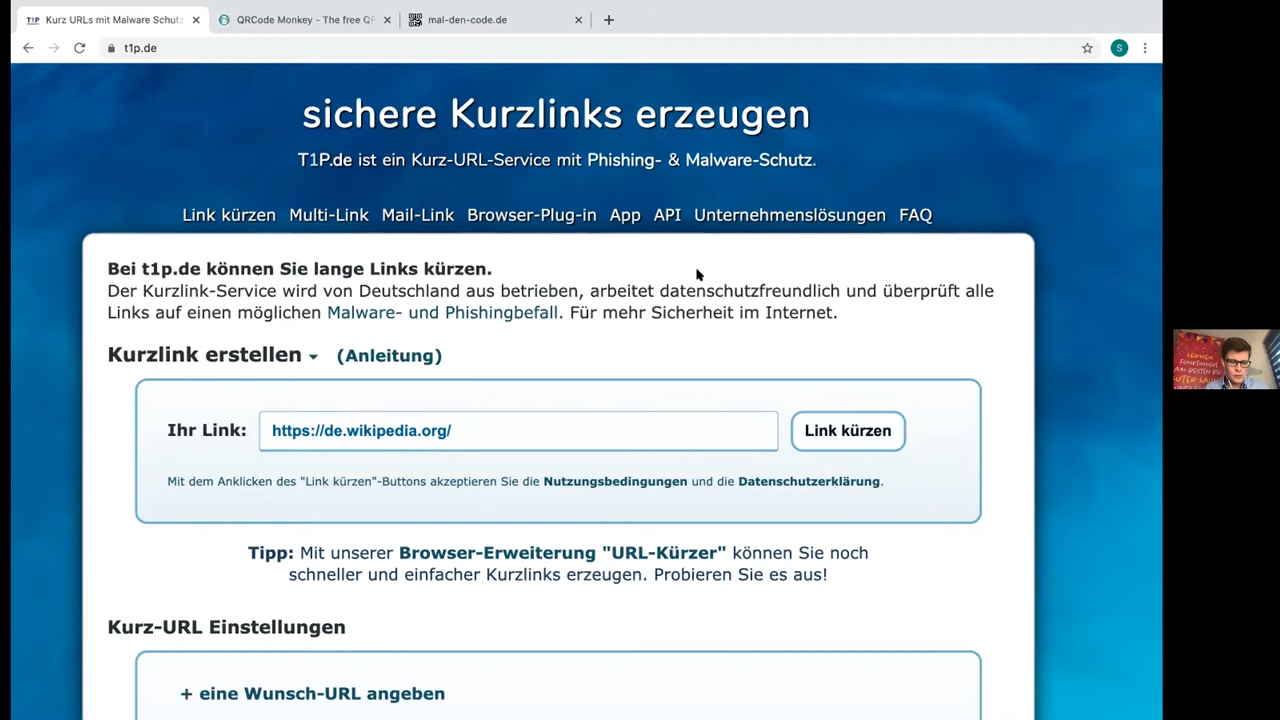 Kurz URLs mit Malware Schutz
QRCode Monkey - The free QR
mal-den-code.de
t1p.de
S
sichere Kurzlinks erzeugen
T1P.de ist ein Kurz-URL-Service mit Phishing- & Malware-Schutz.
Link kürzen Multi-Link Mail-Link Browser-Plug-in App API Unternehmenslösungen FAQ
Bei t1p.de können Sie lange Links kürzen.
Der Kurzlink-Service wird von Deutschland aus betrieben, arbeitet datenschutzfreundlich und überprüft alle
Links auf einen möglichen Malware- und Phishingbefall. Für mehr Sicherheit im Internet.
Kurzlink erstellen (Anleitung)
Ihr Link: https://de.wikipedia.org/ Link kürzen
Mit dem Anklicken des "Link kürzen"-Buttons akzeptieren Sie die Nutzungsbedingungen und die Datenschutzerklärung.
Tipp: Mit unserer Browser-Erweiterung "URL-Kürzer" können Sie noch
schneller und einfacher Kurzlinks erzeugen. Probieren Sie es aus!
Kurz-URL Einstellungen
+ eine Wunsch-URL angeben
LERNEN
AM BESTEN